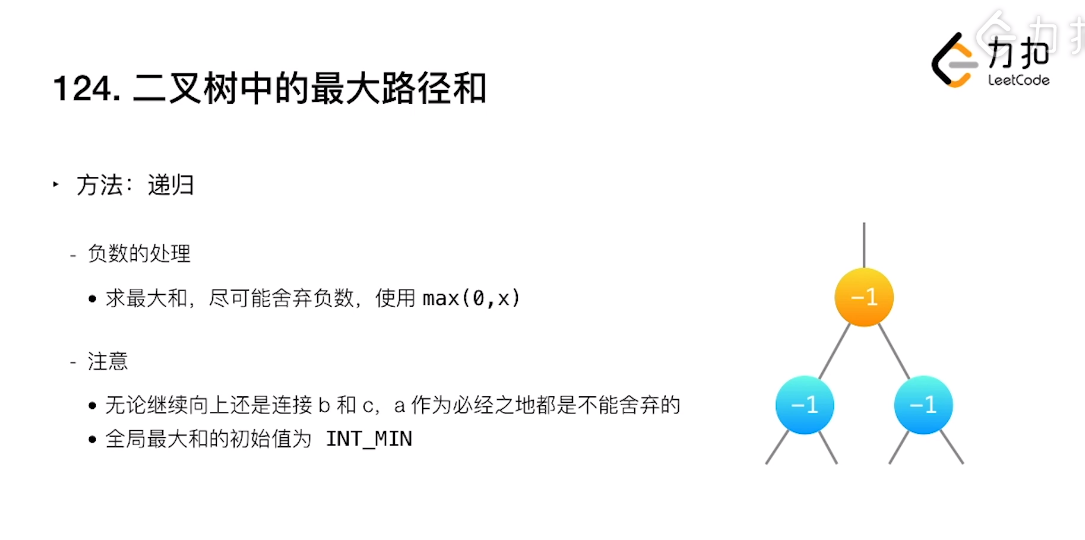 力扣
力扣
LeetCode
124. 二叉树中的最大路径和
‣ 方法：递归
- 负数的处理
• 求最大和，尽可能舍弃负数，使用 max(0,x)
- 注意
• 无论继续向上还是连接 b 和 c，a 作为必经之地都是不能舍弃的
• 全局最大和的初始值为 INT_MIN
−1
−1
−1